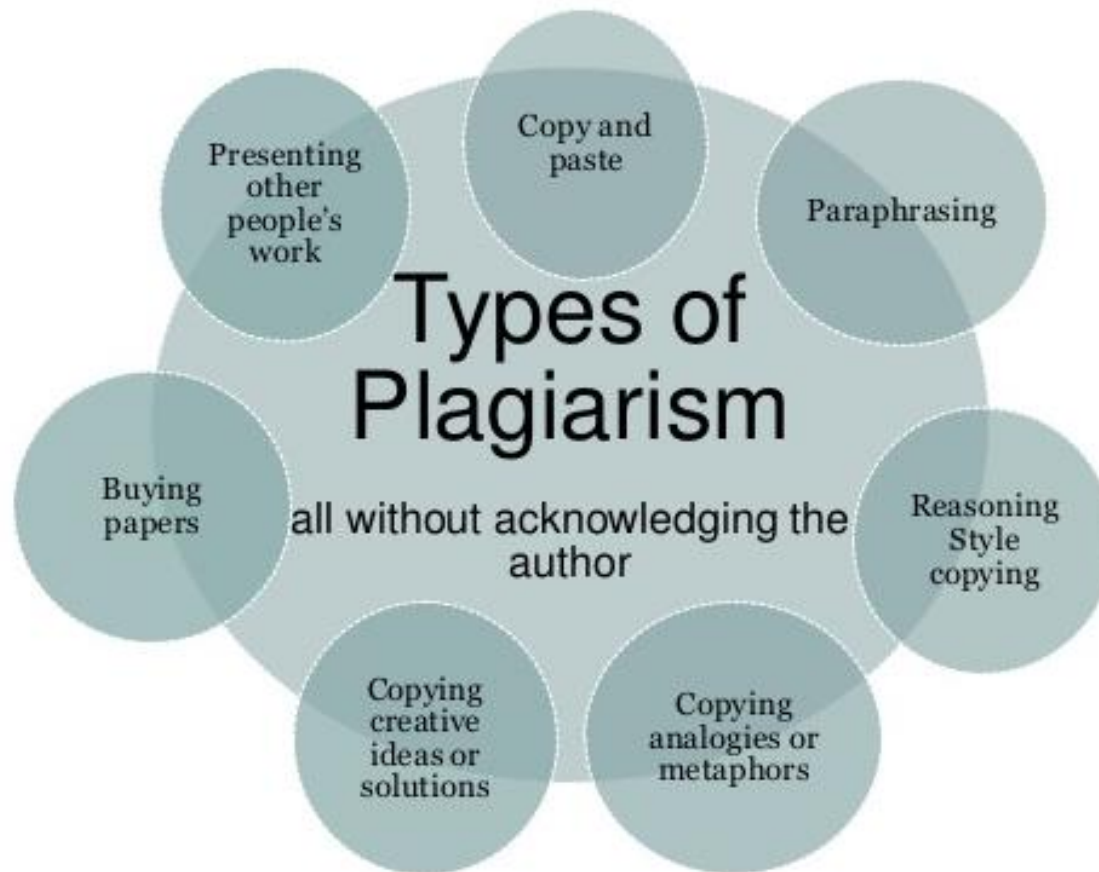 Types of
Plagiarism
all without acknowledging the
author
Copy and
paste
Paraphrasing
Reasoning
Style
copying
Copying
analogies or
metaphors
Copying
creative
ideas or
solutions
Buying
papers
Presenting
other
people's
work